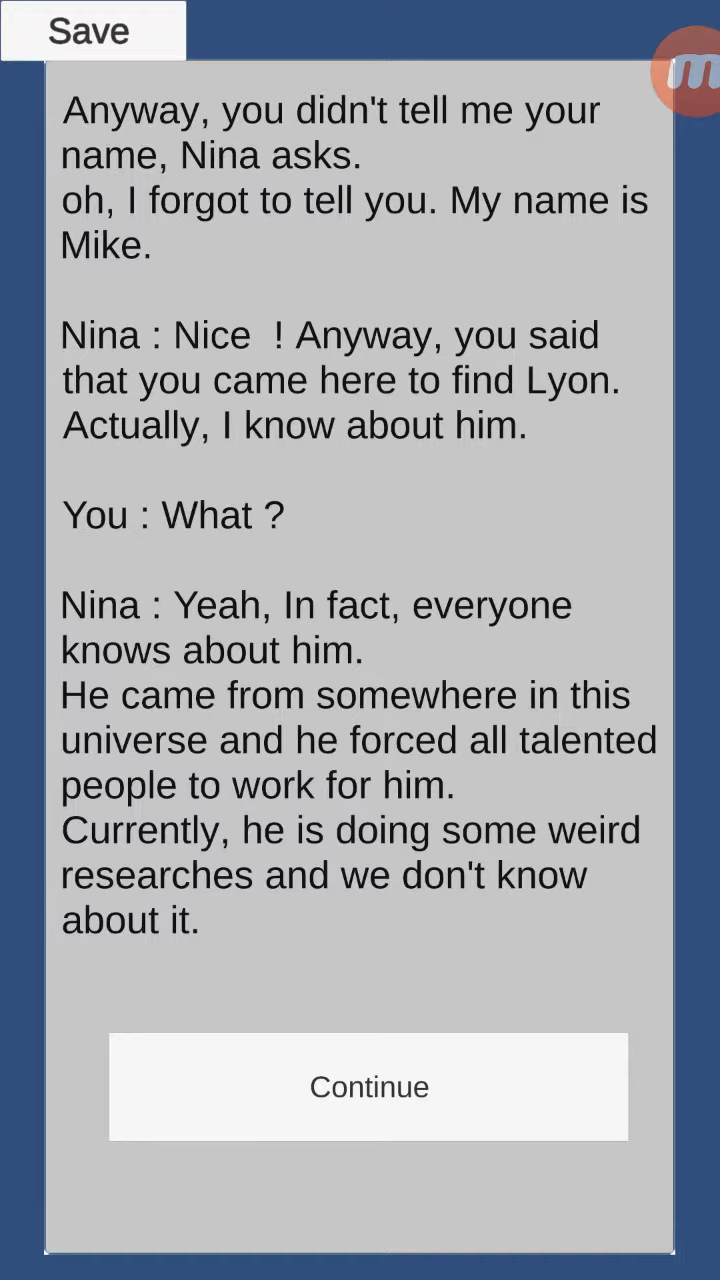 Save
Anyway, you didn't tell me your
name, Nina asks.
oh, I forgot to tell you. My name is
Mike.
Nina : Nice  ! Anyway, you said
that you came here to find Lyon.
Actually, I know about him.
You : What ?
Nina : Yeah, In fact, everyone
knows about him.
He came from somewhere in this
universe and he forced all talented
people to work for him.
Currently, he is doing some weird
researches and we don't know
about it.
Continue